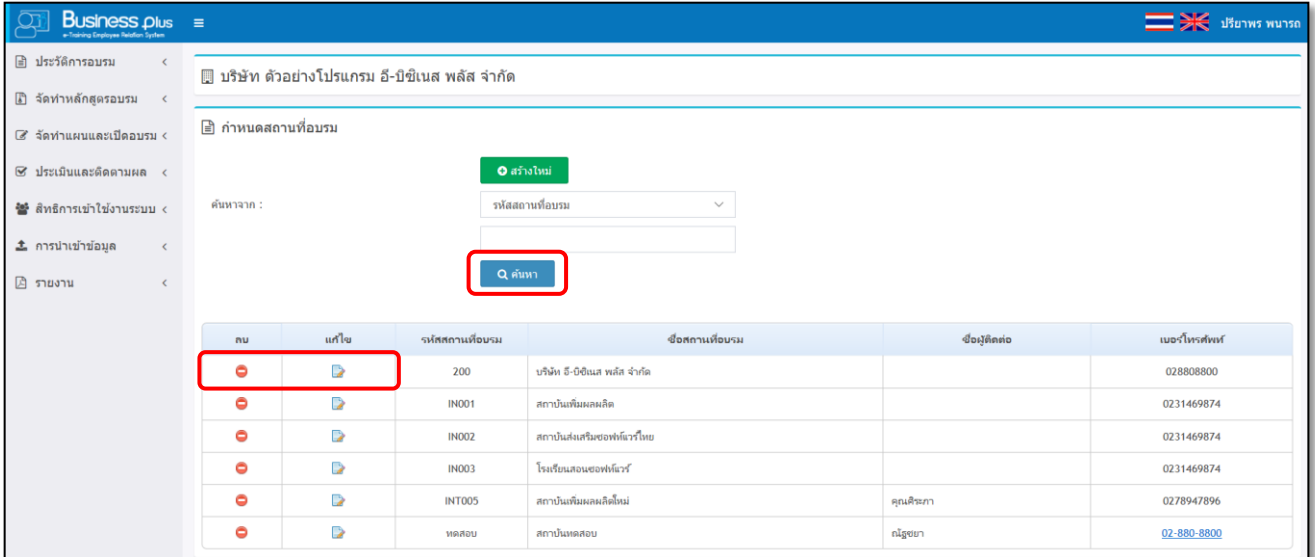 Business plus
e-Training Employee Relation System
ปรียาพร พนารถ
ประวัติการอบรม
จัดทำหลักสูตรอบรม
จัดทำแผนและเปิดอบรม
ประเมินและติดตามผล
สิทธิการเข้าใช้งานระบบ
การนำเข้าข้อมูล
รายงาน
บริษัท ตัวอย่างโปรแกรม อี-บิซิเนส พลัส จำกัด
กำหนดสถานที่อบรม
สร้างใหม่
ค้นหาจาก : รหัสสถานที่อบรม
ค้นหา
ลบ แก้ไข รหัสสถานที่อบรม ชื่อสถานที่อบรม ชื่อผู้ติดต่อ เบอร์โทรศัพท์
200 บริษัท อี-บิซิเนส พลัส จำกัด 028808800
IN001 สถาบันเพิ่มผลผลิต 0231469874
IN002 สถาบันส่งเสริมซอฟท์แวร์ไทย 0231469874
IN003 โรงเรียนสอนซอฟท์แวร์ 0231469874
INT005 สถาบันเพิ่มผลผลิตใหม่ คุณศิระภา 0278947896
ทดสอบ สถาบันทดสอบ ณัฐชยา 02-880-8800